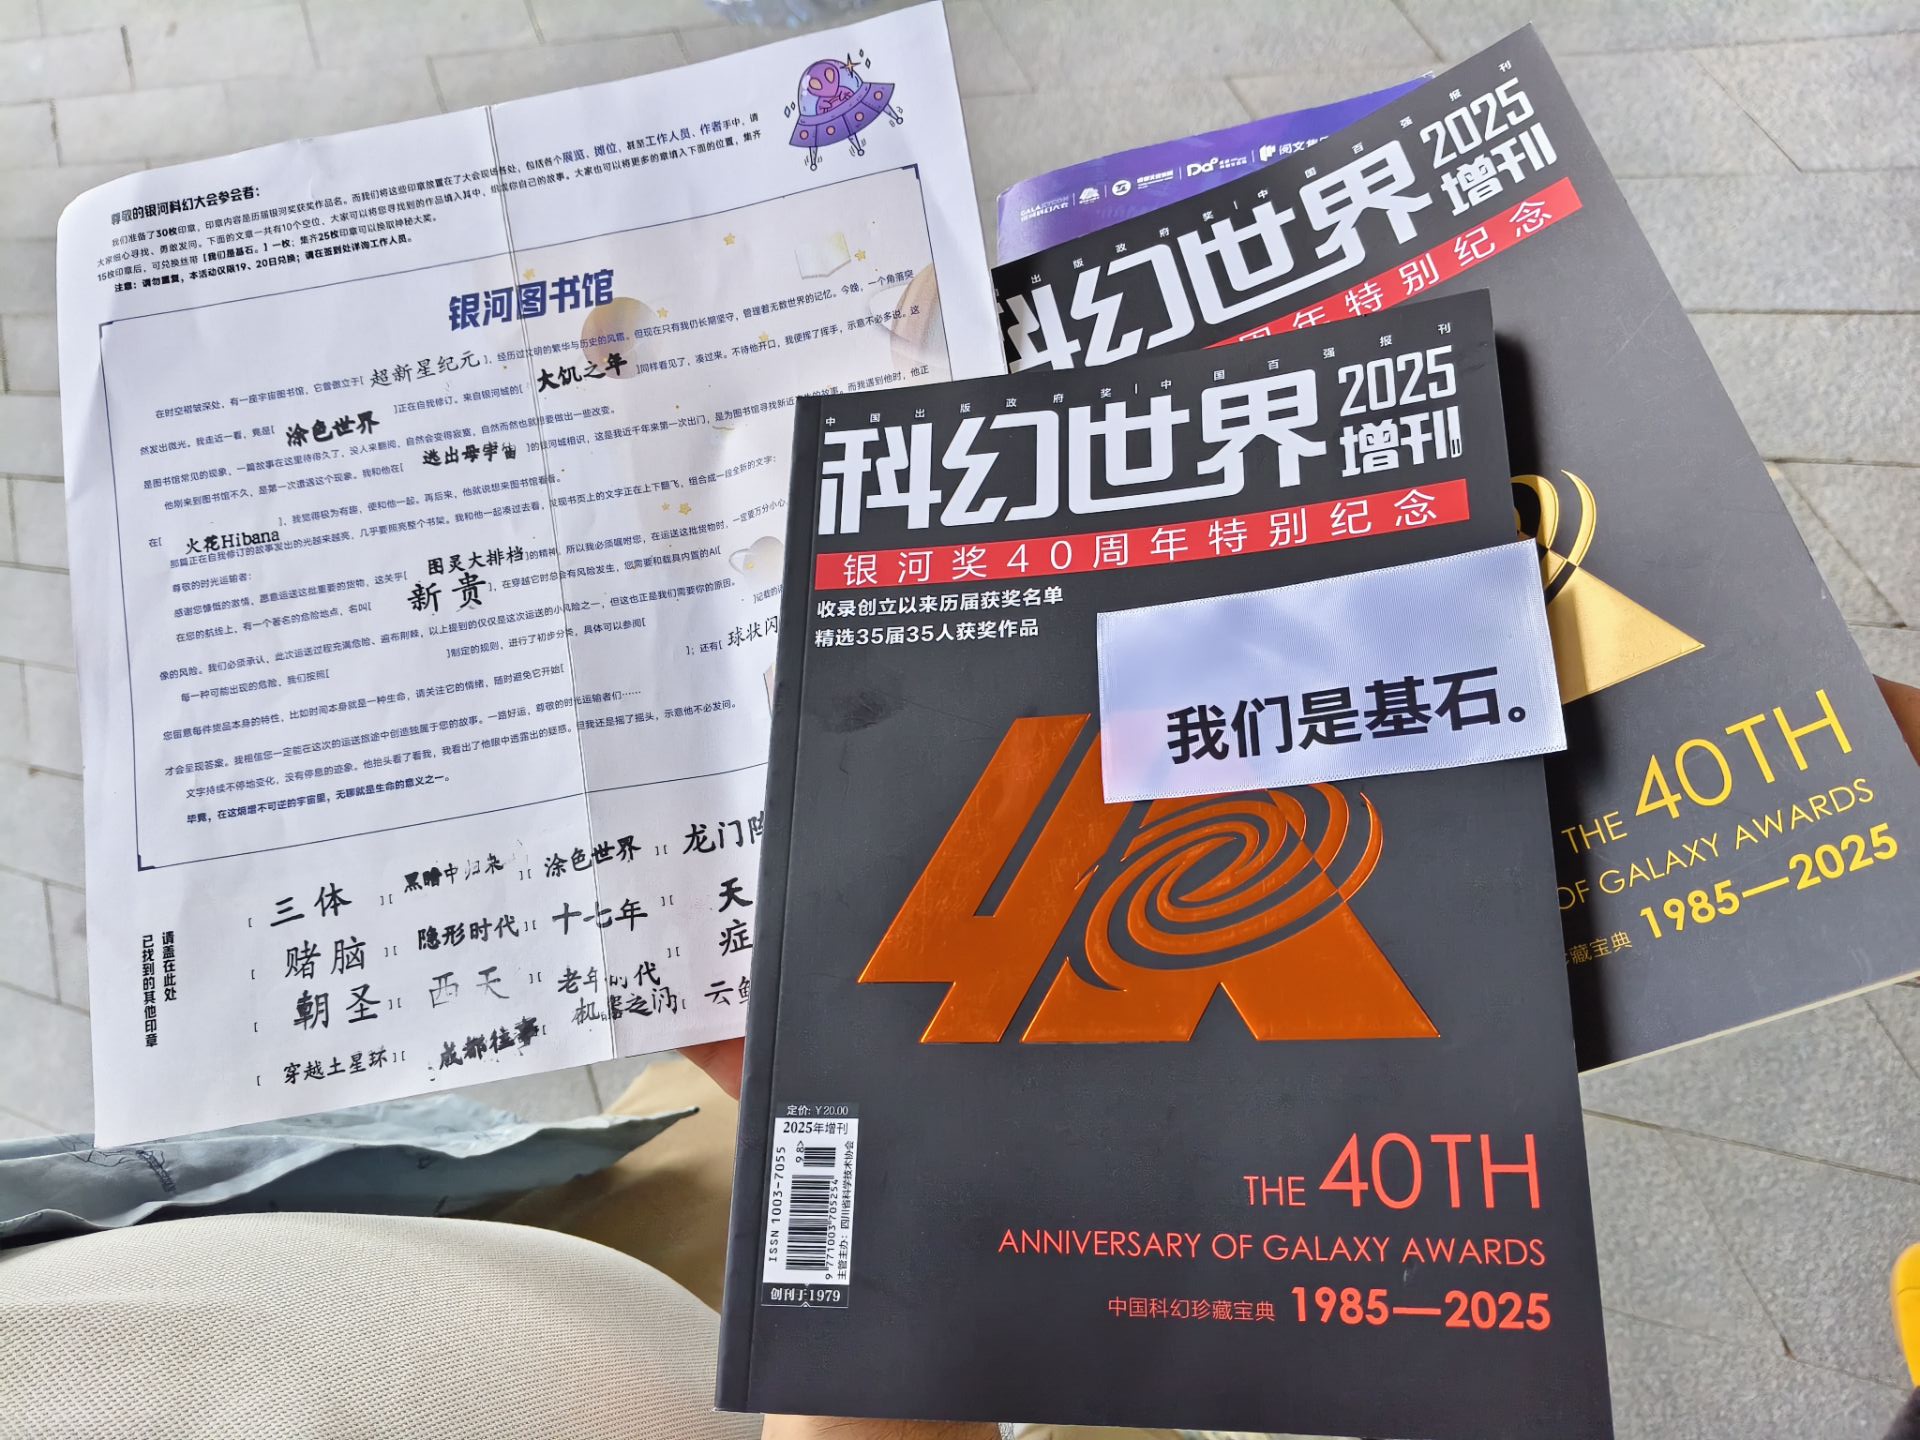 尊敬的银河科幻大会参会者：
我们准备了30枚印章，印章内容是历届银河奖获奖作品名。而我们将这些印章放置在了大会现场各处，包括各个展览、摊位，甚至工作人员、作者手中，请
大家细心寻找、勇敢发问。下面的文章一共有10个空位，大家可以将您寻找到的作品填入其中，组成你自己的故事。大家也可以将更多的章填入下面的位置，集齐
15枚印章后，可兑换丝带【我们是基石。】一枚；集齐25枚印章可以换取神秘大奖。
注意：请勿重复，本活动仅限19、20日兑换；请在签到处详询工作人员。
银河图书馆
在时空褶皱深处，有一座宇宙图书馆，它曾傲立于[ 超新星纪元 ]，经历过文明的繁华与历史的风霜。但现在只有我仍长期坚守，管理着无数世界的记忆。今晚，一个角落突
然发出微光。我走近一看，竟是[ 涂色世界 ]正在自我修订。来自银河城的[ 大饥之年 ]同样看见了，凑过来。不待他开口，我便挥了挥手，示意不必多说。这
是图书馆常见的现象，一篇故事在这里待得久了，没人来翻阅，自然会变得寂寞，自然而然也就想要做出一些改变。
他刚来到图书馆不久，是第一次遭遇这个现象。我和他在[ 逃出母宇宙 ]的银河城相识，这是我近千年来第一次出门，是为图书馆寻找新近产生的故事。而我遇到他时，他正
在[ 火花Hibana ]，我觉得极为有趣，便和他一起。再后来，他就说想来图书馆看看。
那篇正在自我修订的故事发出的光越来越亮，几乎要照亮整个书架。我和他一起凑过去看，发现书页上的文字正在上下翻飞，组合成一段全新的文字：
尊敬的时光运输者：
感谢您慷慨的激情，愿意运送这批重要的货物，这关乎[ 图灵大排档 ]的精神。所以我必须嘱咐您，在运送这批货物时，一定要万分小心
在您的航线上，有一个著名的危险地点，名叫[ 新贵 ]，在穿越它时总会有风险发生，您需要和载具内置的AI[
像的风险。我们必须承认，此次运送过程充满危险、遍布荆棘，以上提到的仅仅是这次运送的小风险之一，但这也正是我们需要你的原因。
每一种可能出现的危险，我们按照[ ]制定的规则，进行了初步分类，具体可以参阅[ ]；还有[ 球状闪
您留意每件货品本身的特性，比如时间本身就是一种生命，请关注它的情绪，随时避免它开始[
才会呈现答案。我相信您一定能在这次的运送旅途中创造独属于您的故事。一路好运，尊敬的时光运输者们……
文字持续不停地变化，没有停息的迹象。他抬头看了看我，我看出了他眼中透露出的疑惑。但我还是摇了摇头，示意他不必发问。
毕竟，在这熵增不可逆的宇宙里，无聊就是生命的意义之一。
请盖在此处
已找到的其他印章
[ 三体 ][ 黑暗中归来 ][ 涂色世界 ][ 龙门阵
[ 赌脑 ][ 隐形时代 ][ 十七年 ][ 天
[ 朝圣 ][ 西天 ][ 老年时代 ][ 症
机器之门 云鲸
[ 穿越土星环 ][ 成都往事
阅文集
中国出版政府奖｜中国百强报刊
科幻世界 2025 增刊
周年特别纪念
THE 40TH
OF GALAXY AWARDS
珍藏宝典 1985—2025
中国出版政府奖｜中国百强报刊
科幻世界 2025 增刊
银河奖40周年特别纪念
收录创立以来历届获奖名单
精选35届35人获奖作品
我们是基石。
定价：￥20.00
2025年增刊
ISSN 1003-7055
98>
9 771003 705254
主管主办：四川省科学技术协会
创刊于1979
THE 40TH
ANNIVERSARY OF GALAXY AWARDS
中国科幻珍藏宝典 1985—2025